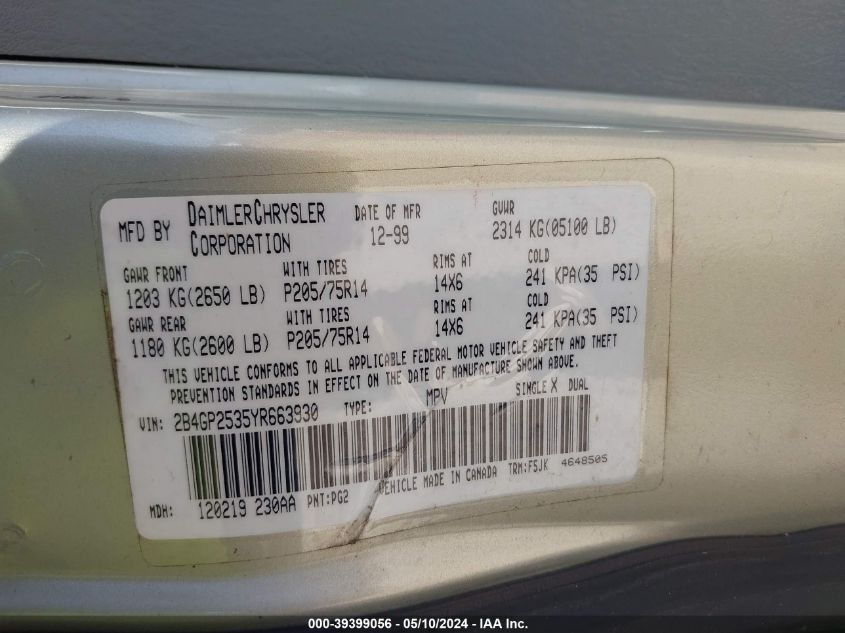 MFD BY DAIMLERCHRYSLER CORPORATION DATE OF MFR 12-99 GVWR 2314 KG(05100 LB)
GAWR FRONT WITH TIRES RIMS AT COLD
1203 KG(2650 LB) P205/75R14 14X6 241 KPA(35 PSI)
GAWR REAR WITH TIRES RIMS AT COLD
1180 KG(2600 LB) P205/75R14 14X6 241 KPA(35 PSI)
THIS VEHICLE CONFORMS TO ALL APPLICABLE FEDERAL MOTOR VEHICLE SAFETY AND THEFT
PREVENTION STANDARDS IN EFFECT ON THE DATE OF MANUFACTURE SHOWN ABOVE.
VIN: 2B4GP2535YR663930 TYPE: MPV SINGLE X DUAL
MDH: 120219 230AA PNT:PG2 VEHICLE MADE IN CANADA TRM:F5JK 4648505
000-39399056 - 05/10/2024 - IAA Inc.